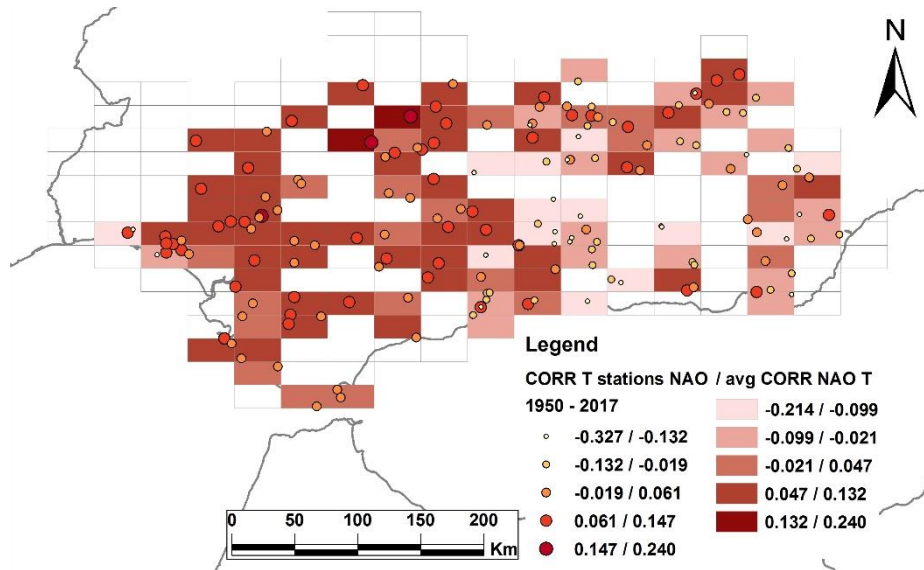 N
Legend
CORR T stations NAO / avg CORR NAO T
1950 - 2017
-0.327 / -0.132
-0.132 / -0.019
-0.019 / 0.061
0.061 / 0.147
0.147 / 0.240
-0.214 / -0.099
-0.099 / -0.021
-0.021 / 0.047
0.047 / 0.132
0.132 / 0.240
0 50 100 150 200
Km